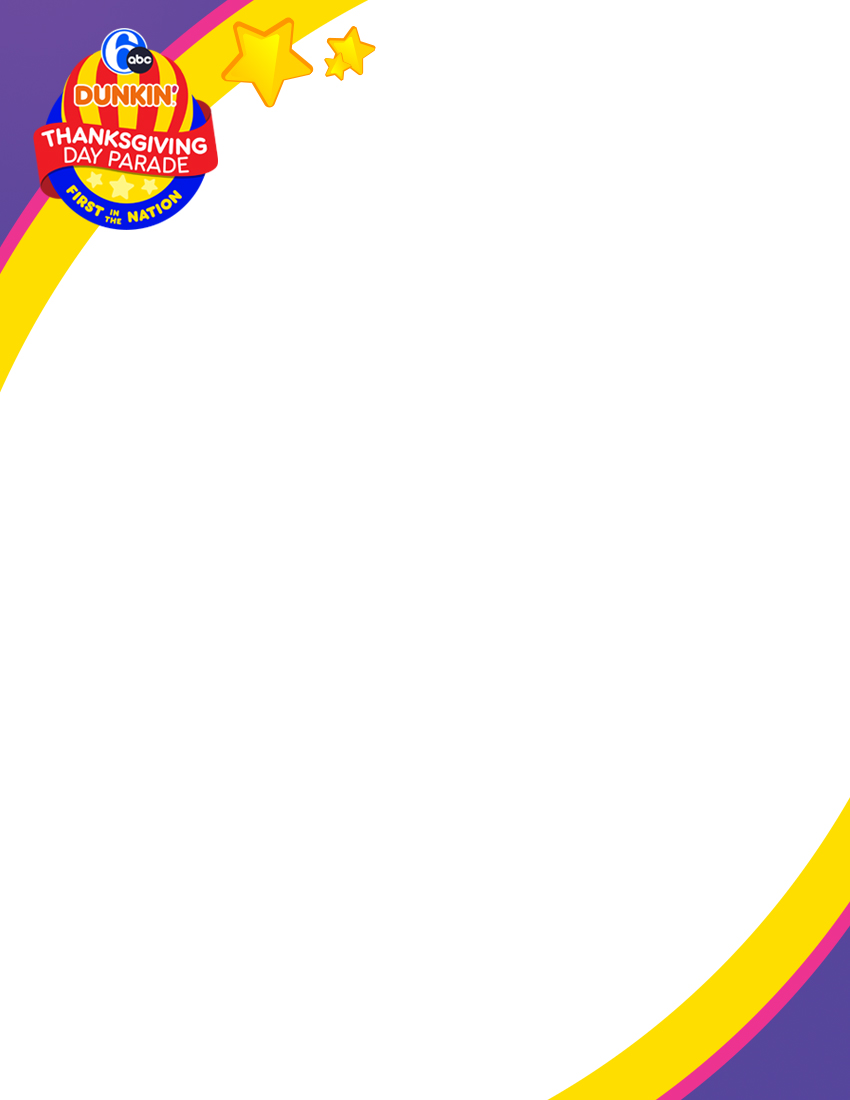 6 abc
DUNKIN'
THANKSGIVING
DAY PARADE
FIRST IN THE NATION